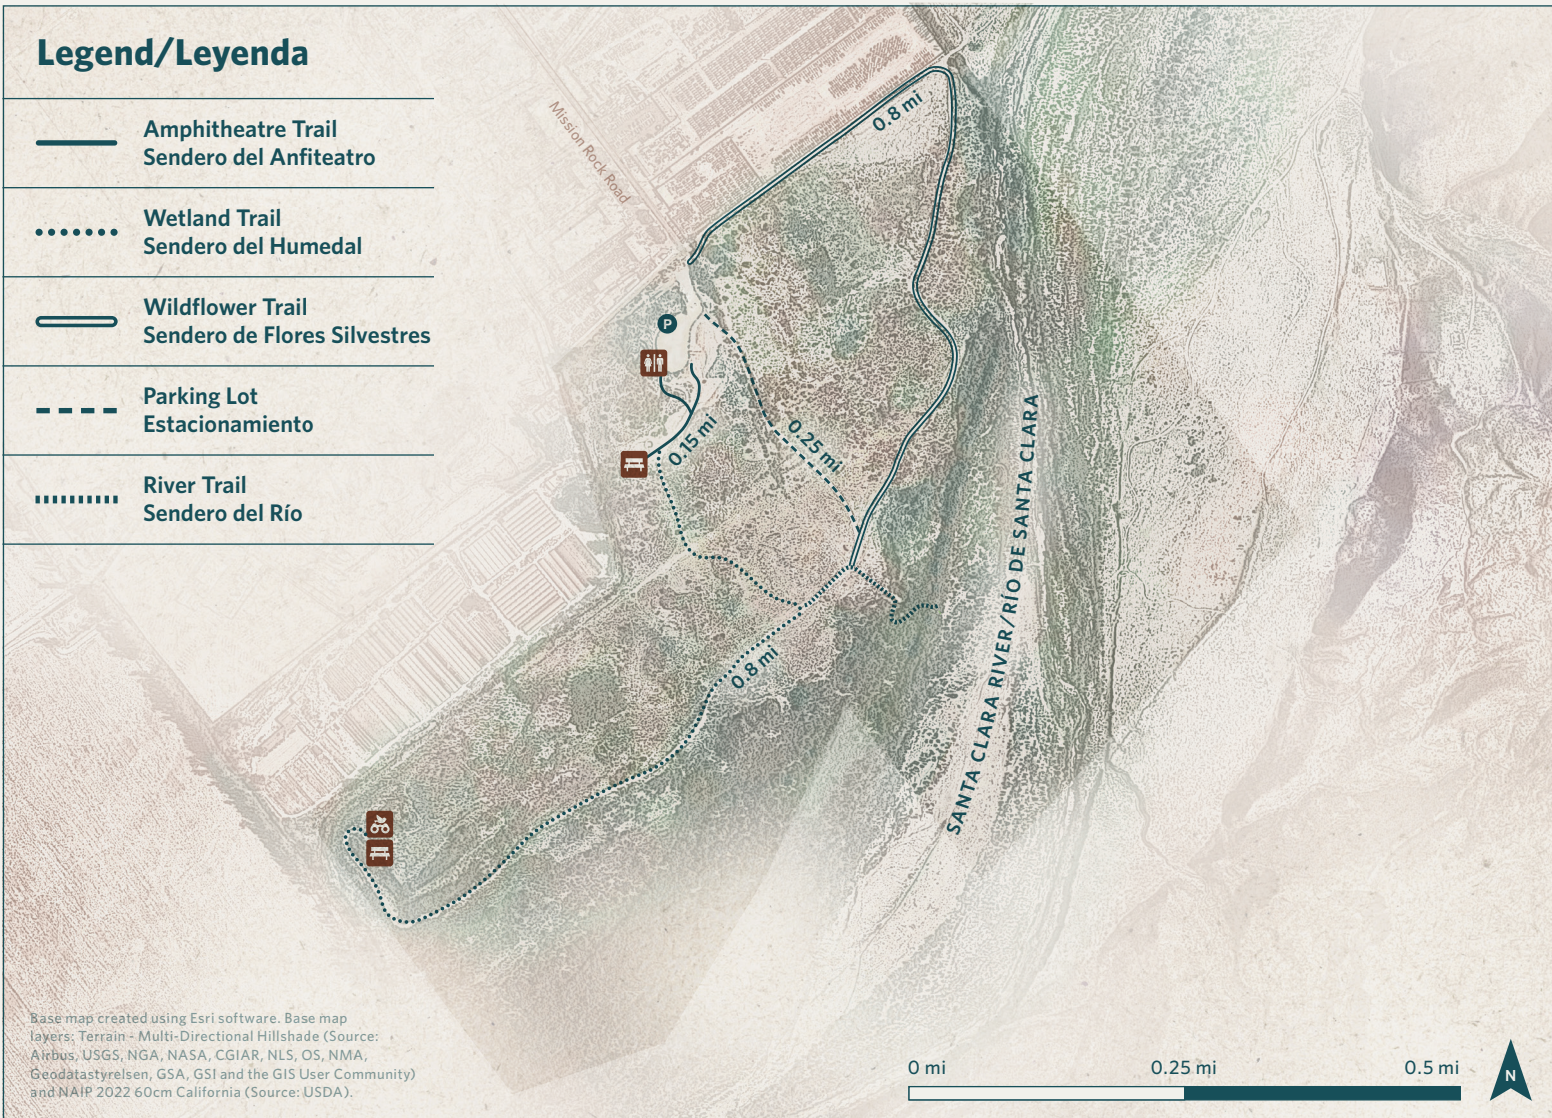 Legend/Leyenda
Amphitheatre Trail
Sendero del Anfiteatro
Wetland Trail
Sendero del Humedal
Wildflower Trail
Sendero de Flores Silvestres
Parking Lot
Estacionamiento
River Trail
Sendero del Río
Mission Rock Road
0.8 mi
P
0.15 mi
0.25 mi
0.8 mi
SANTA CLARA RIVER/RÍO DE SANTA CLARA
Base map created using Esri software. Base map
layers: Terrain - Multi-Directional Hillshade (Source:
Airbus, USGS, NGA, NASA, CGIAR, NLS, OS, NMA,
Geodatastyrelsen, GSA, GSI and the GIS User Community)
and NAIP 2022 60cm California (Source: USDA).
0 mi 0.25 mi 0.5 mi
N